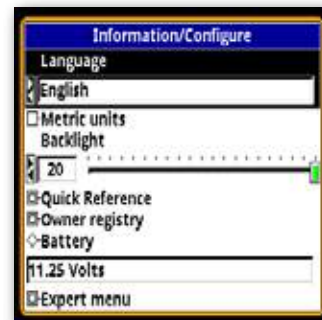 Information/Configure
Language
English
Metric units
Backlight
20
Quick Reference
Owner registry
Battery
11.25 Volts
Expert menu